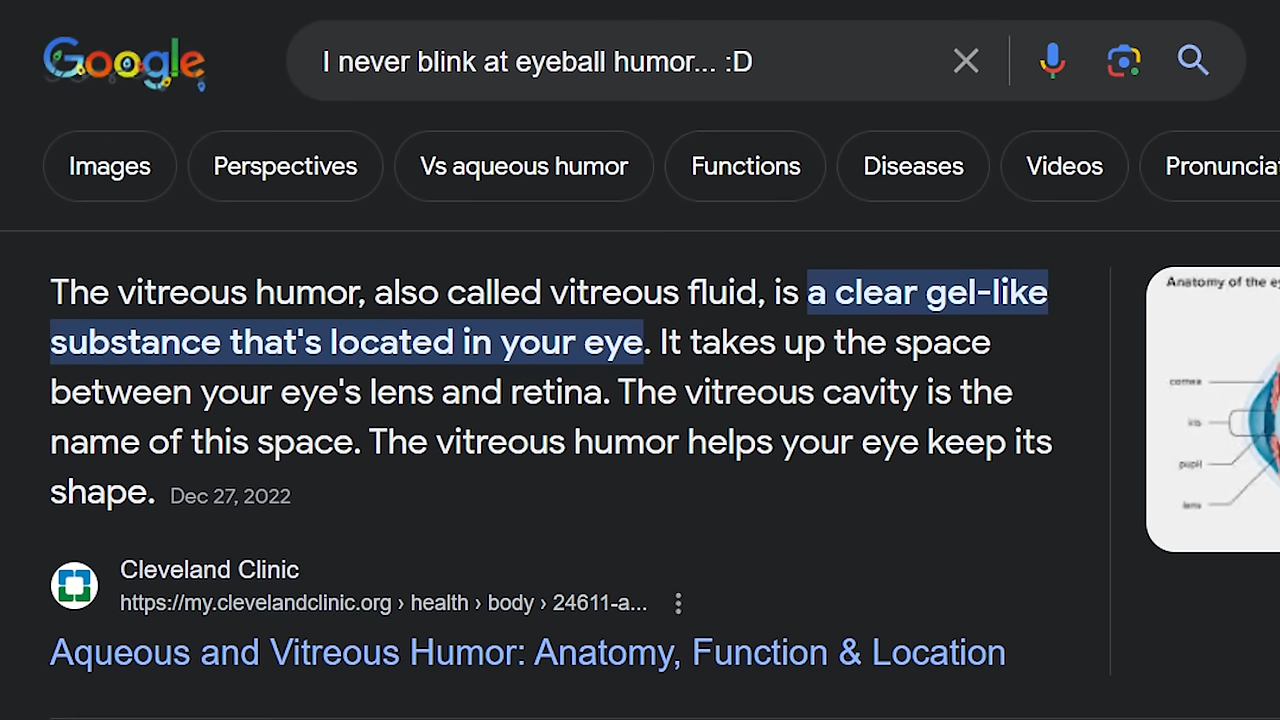 Google
I never blink at eyeball humor... :D
Images
Perspectives
Vs aqueous humor
Functions
Diseases
Videos
Pronuncia
The vitreous humor, also called vitreous fluid, is a clear gel-like
substance that's located in your eye. It takes up the space
between your eye's lens and retina. The vitreous cavity is the
name of this space. The vitreous humor helps your eye keep its
shape. Dec 27, 2022
Anatomy of the ey
cornea
iris
pupil
lens
Cleveland Clinic
https://my.clevelandclinic.org › health › body › 24611-a...
Aqueous and Vitreous Humor: Anatomy, Function & Location